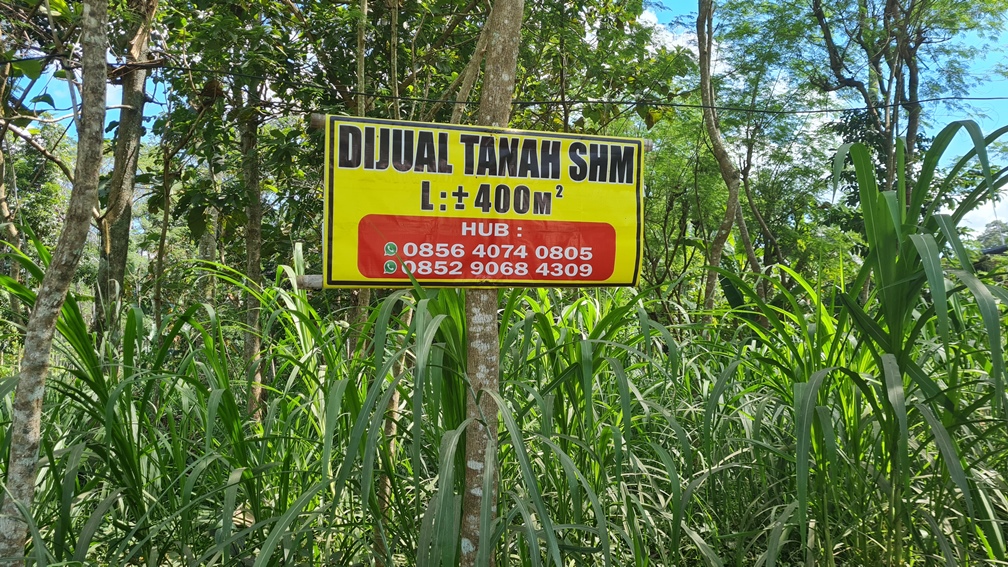 DIJUAL TANAH SHM
L : ± 400M²
HUB :
0856 4074 0805
0852 9068 4309